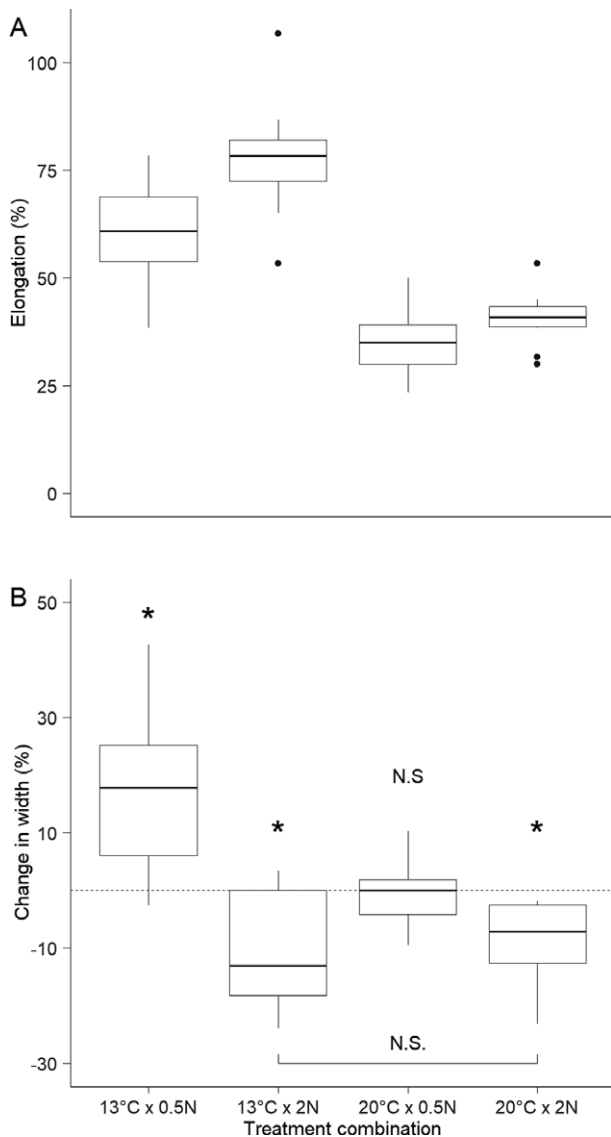 A
Elongation (%)
100
75
50
25
0
B
Change in width (%)
50
30
10
-10
-30
*
*
N.S
*
N.S.
13°C x 0.5N
13°C x 2N
20°C x 0.5N
20°C x 2N
Treatment combination